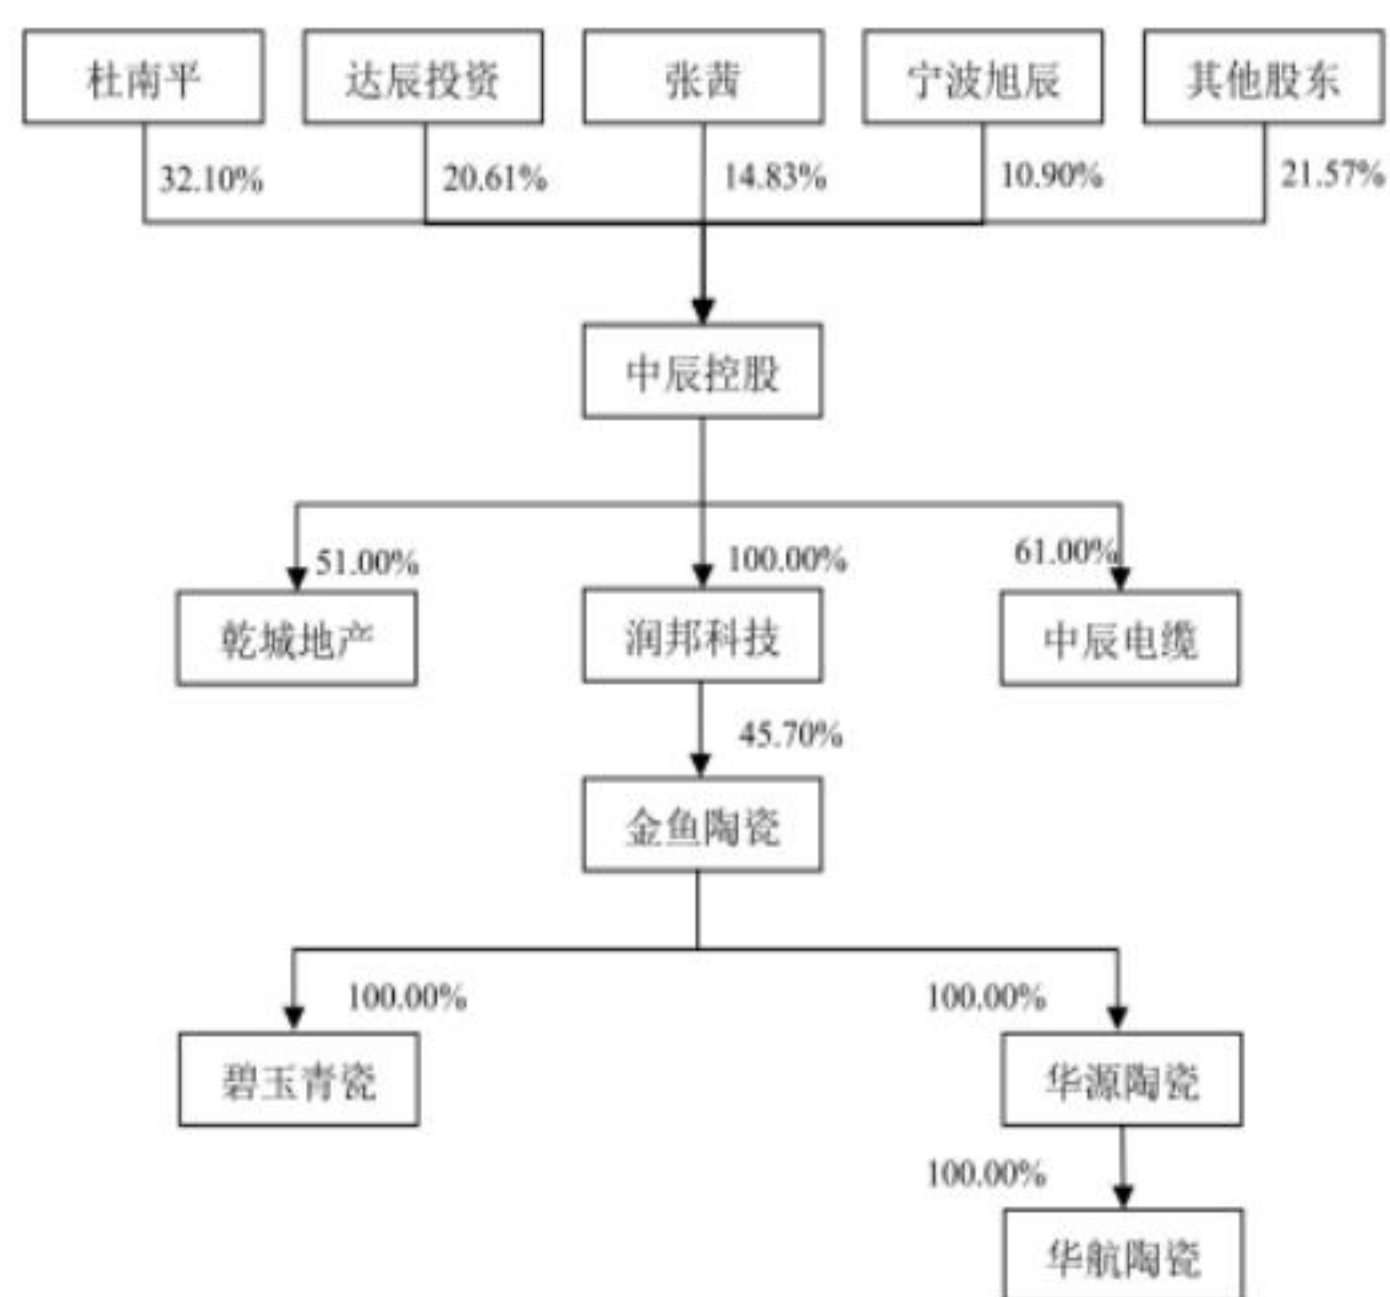 杜南平
达辰投资
张茜
宁波旭辰
其他股东
32.10%
20.61%
14.83%
10.90%
21.57%
中辰控股
51.00%
100.00%
61.00%
乾城地产
润邦科技
中辰电缆
45.70%
金鱼陶瓷
100.00%
100.00%
碧玉青瓷
华源陶瓷
100.00%
华航陶瓷